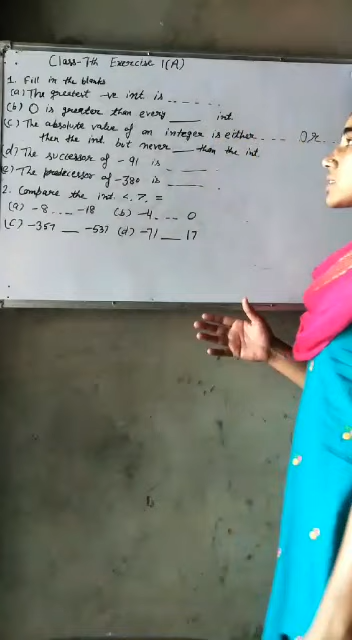 Class-7th Exercise 1(A)
1. Fill in the blanks
(a) The greatest -ve int is _ _ _ _ .
(b) 0 is greater than every ____ int.
(c) The absolute value of an integer is either _ _ _ _ or _ _
then the int but never ___ then the int
(d) The successor of -91 is _ ____
(e) The predecessor of -380 is ____ .
2. Compare the int. <, >, =
(a) -8 _ _ _ -18 (b) -4 _ _ _ 0
(c) -357 ___ -537 (d) -71 ___ 17